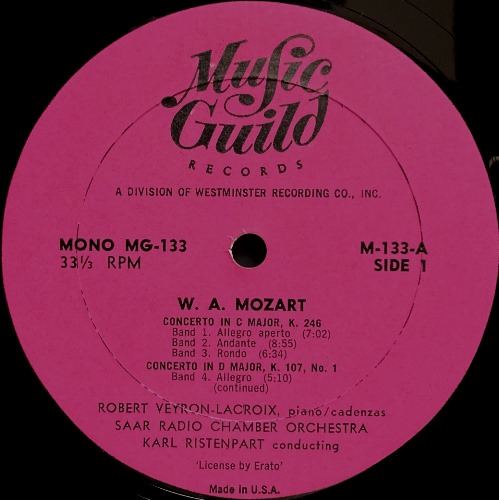 Music
Guild
RECORDS
A DIVISION OF WESTMINSTER RECORDING CO., INC.
MONO MG-133 M-133-A
33⅓ RPM SIDE 1
W. A. MOZART
CONCERTO IN C MAJOR, K. 246
Band 1. Allegro aperto (7:02)
Band 2. Andante (8:55)
Band 3. Rondo (6:34)
CONCERTO IN D MAJOR, K. 107, No. 1
Band 4. Allegro (5:10)
(continued)
ROBERT VEYRON-LACROIX, piano/cadenzas
SAAR RADIO CHAMBER ORCHESTRA
KARL RISTENPART conducting
'License by Erato'
Made in U.S.A.